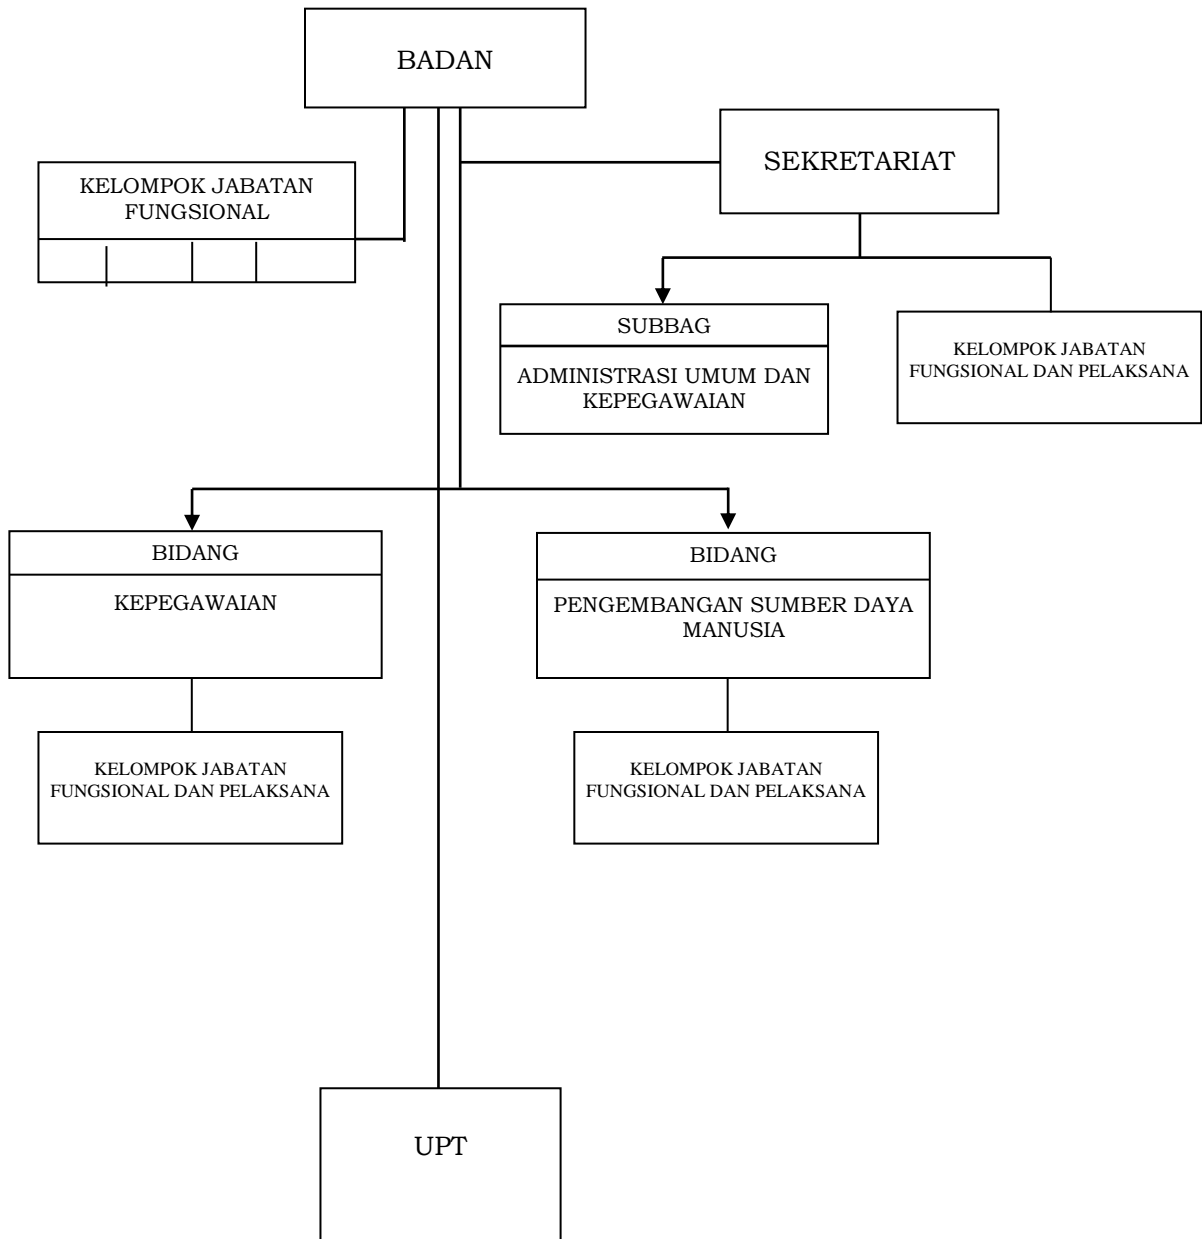 BADAN
SEKRETARIAT
KELOMPOK JABATAN
FUNGSIONAL
SUBBAG
ADMINISTRASI UMUM DAN
KEPEGAWAIAN
KELOMPOK JABATAN
FUNGSIONAL DAN PELAKSANA
BIDANG
KEPEGAWAIAN
BIDANG
PENGEMBANGAN SUMBER DAYA
MANUSIA
KELOMPOK JABATAN
FUNGSIONAL DAN PELAKSANA
KELOMPOK JABATAN
FUNGSIONAL DAN PELAKSANA
UPT